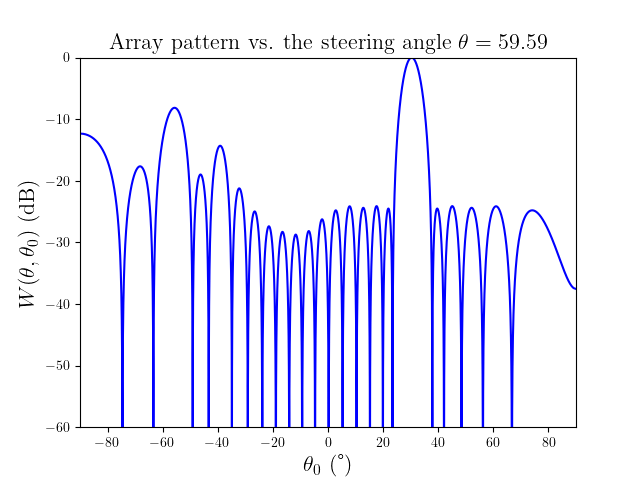 Array pattern vs. the steering angle θ = 59.59
W(θ, θ₀) (dB)
0
−10
−20
−30
−40
−50
−60
−80 −60 −40 −20 0 20 40 60 80
θ₀ (°)